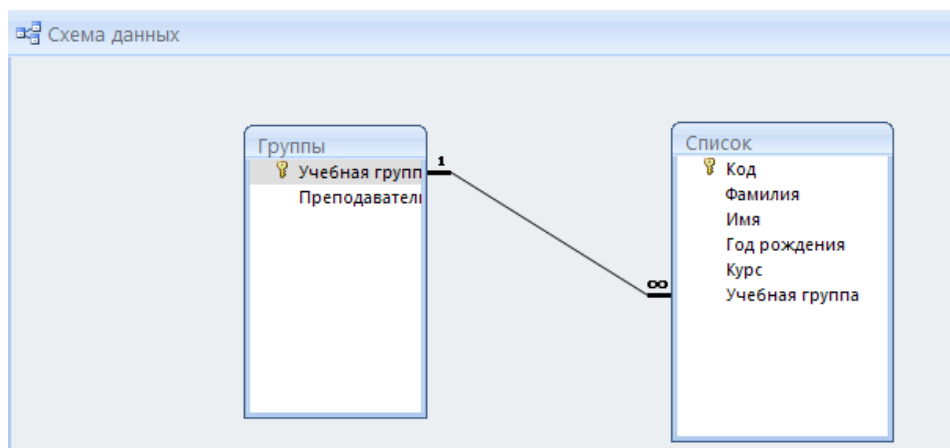 Схема данных
Группы
Учебная групп
Преподавател
1
∞
Список
Код
Фамилия
Имя
Год рождения
Курс
Учебная группа